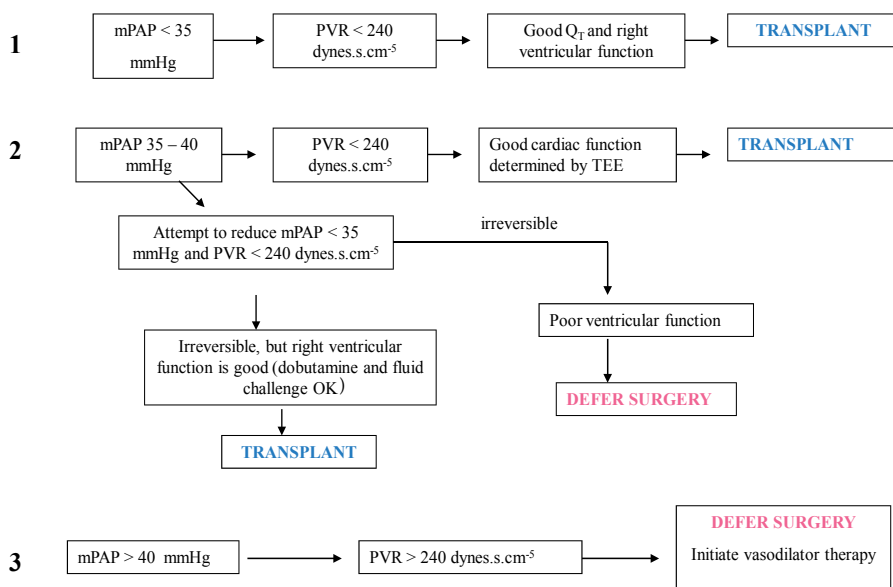 1
mPAP < 35
mmHg
PVR < 240
dynes.s.cm-5
Good QT and right
ventricular function
TRANSPLANT
2
mPAP 35 – 40
mmHg
PVR < 240
dynes.s.cm-5
Good cardiac function
determined by TEE
TRANSPLANT
Attempt to reduce mPAP < 35
mmHg and PVR < 240 dynes.s.cm-5
irreversible
Poor ventricular function
DEFER SURGERY
Irreversible, but right ventricular
function is good (dobutamine and fluid
challenge OK)
TRANSPLANT
3
mPAP > 40 mmHg
PVR > 240 dynes.s.cm-5
DEFER SURGERY
Initiate vasodilator therapy